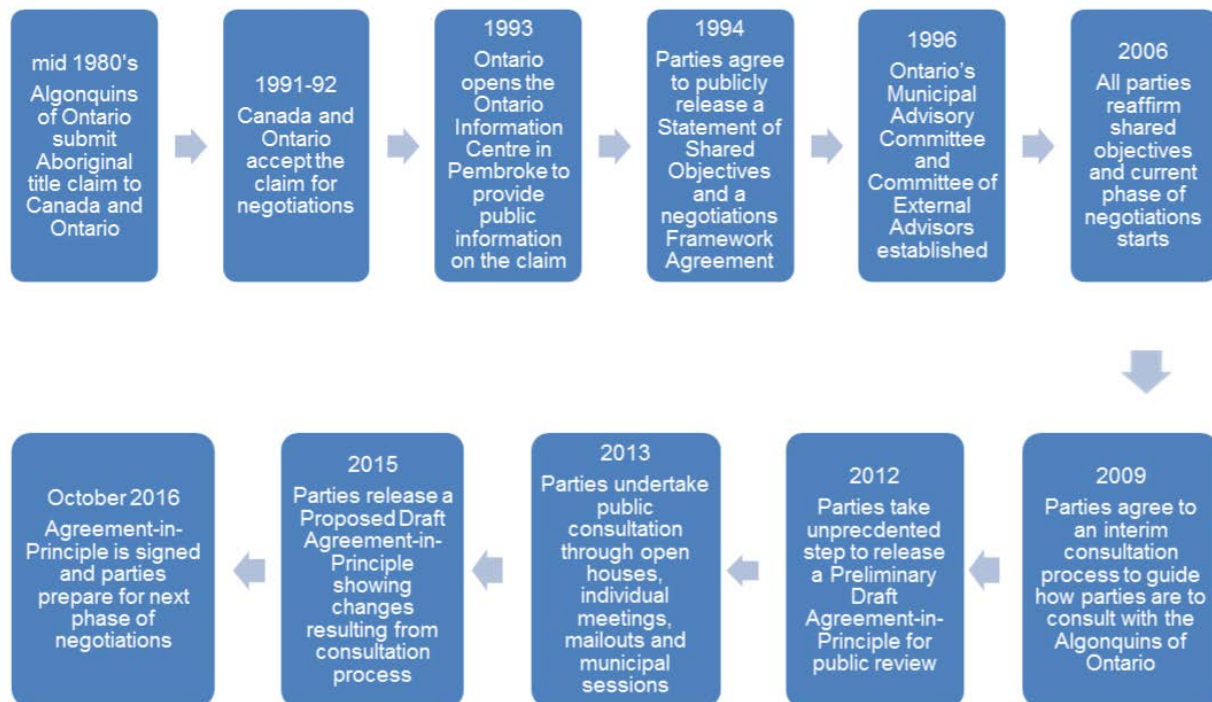 mid 1980's
Algonquins
of Ontario
submit
Aboriginal
title claim to
Canada and
Ontario
1991-92
Canada and
Ontario
accept the
claim for
negotiations
1993
Ontario
opens the
Ontario
Information
Centre in
Pembroke to
provide
public
information
on the claim
1994
Parties agree
to publicly
release a
Statement of
Shared
Objectives
and a
negotiations
Framework
Agreement
1996
Ontario's
Municipal
Advisory
Committee
and
Committee of
External
Advisors
established
2006
All parties
reaffirm
shared
objectives
and current
phase of
negotiations
starts
2009
Parties agree to
an interim
consultation
process to guide
how parties are to
consult with the
Algonquins of
Ontario
2012
Parties take
unprecdented
step to release
a Preliminary
Draft
Agreement-in-
Principle for
public review
2013
Parties undertake
public
consultation
through open
houses,
individual
meetings,
mailouts and
municipal
sessions
2015
Parties release a
Proposed Draft
Agreement-in-
Principle
showing
changes
resulting from
consultation
process
October 2016
Agreement-in-
Principle is signed
and parties
prepare for next
phase of
negotiations